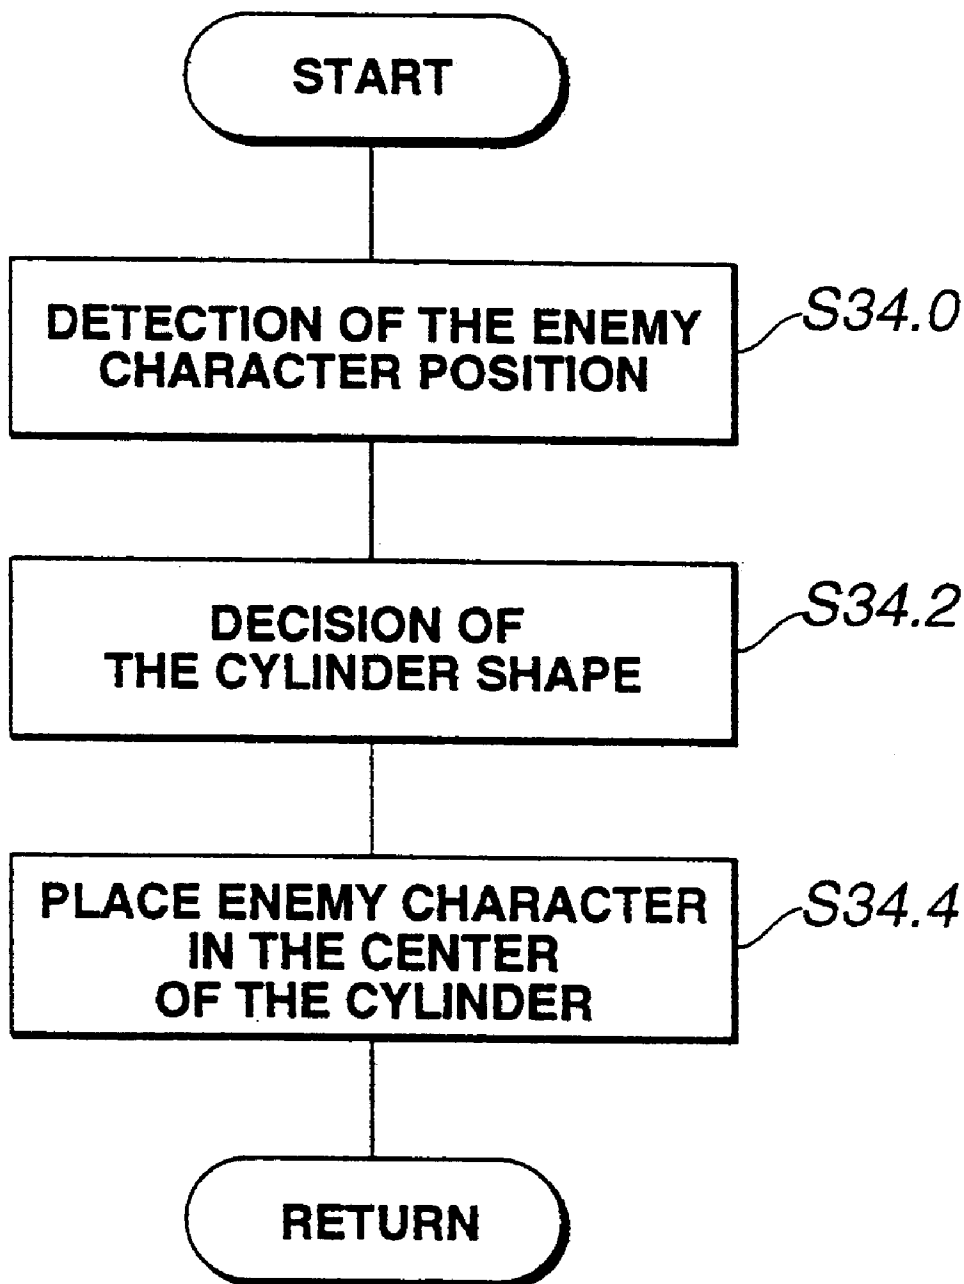 START
DETECTION OF THE ENEMY
CHARACTER POSITION
S34.0
DECISION OF
THE CYLINDER SHAPE
S34.2
PLACE ENEMY CHARACTER
IN THE CENTER
OF THE CYLINDER
S34.4
RETURN